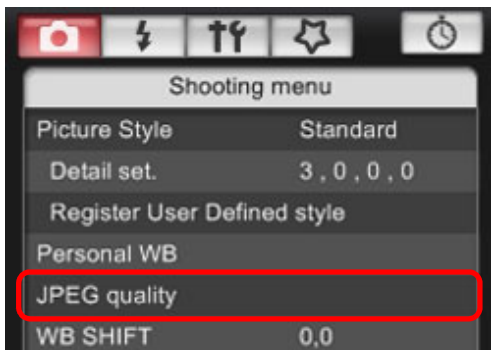 Shooting menu
Picture Style Standard
Detail set. 3 , 0 , 0 , 0
Register User Defined style
Personal WB
JPEG quality
WB SHIFT 0,0